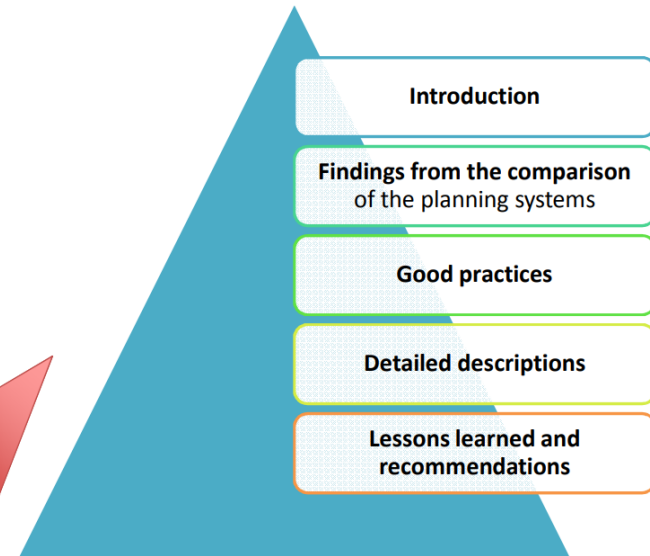 Introduction
Findings from the comparison
of the planning systems
Good practices
Detailed descriptions
Lessons learned and
recommendations